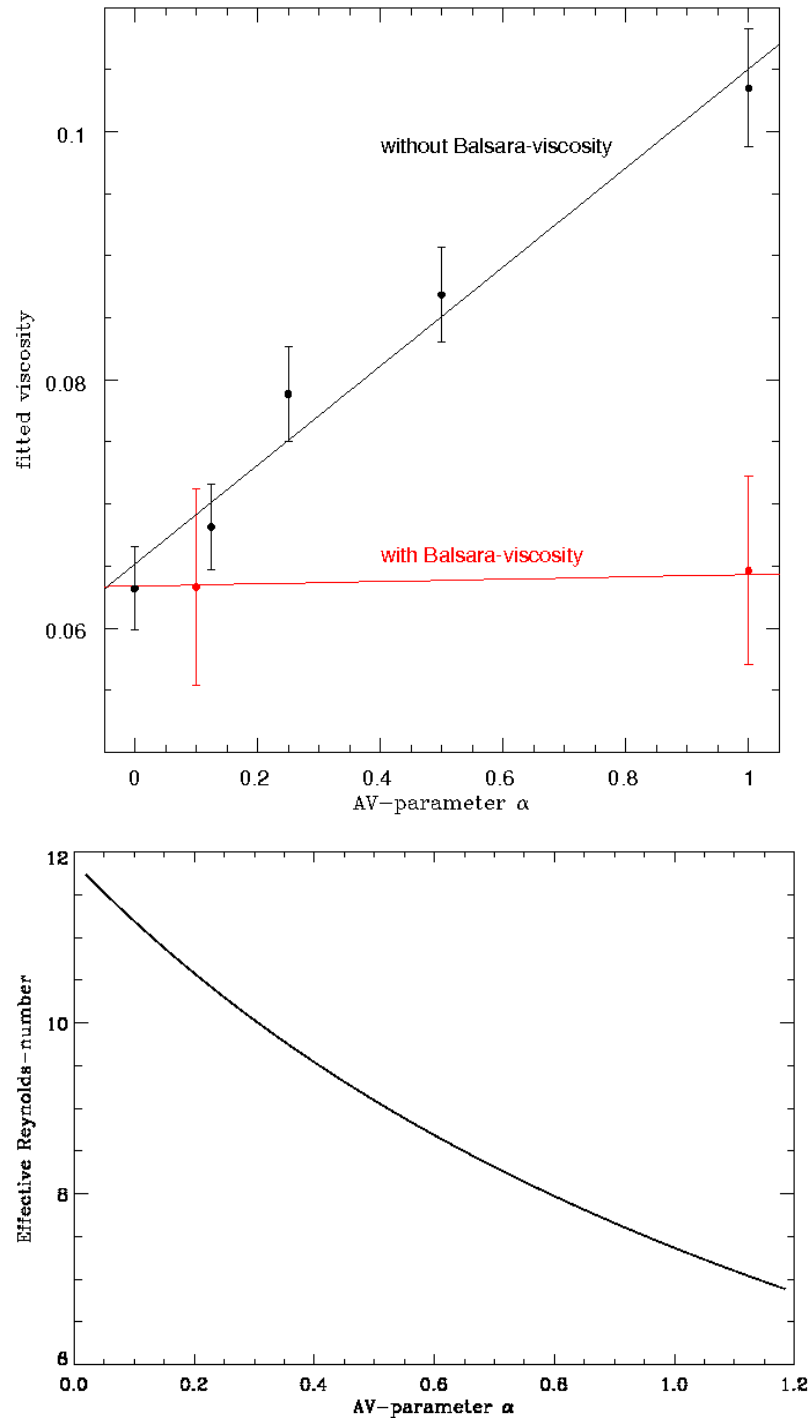 0.1
without Balsara-viscosity
fitted viscosity
0.08
with Balsara-viscosity
0.06
0 0.2 0.4 0.6 0.8 1
AV-parameter α
12
Effective Reynolds-number
10
8
6
0.0 0.2 0.4 0.6 0.8 1.0 1.2
AV-parameter α